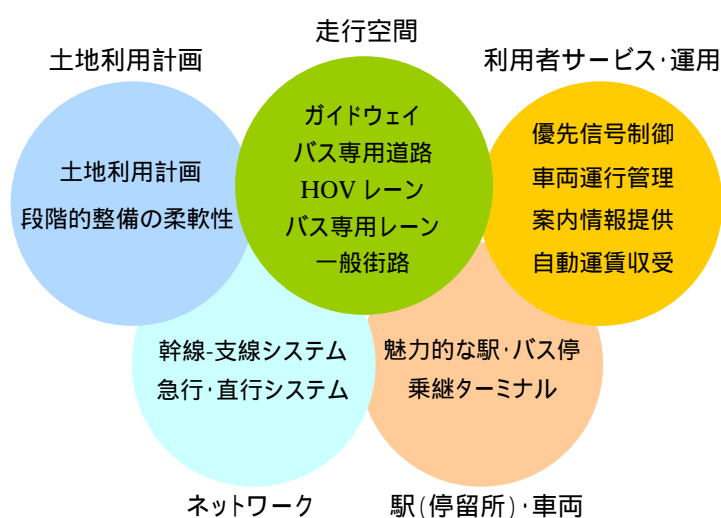 走行空間
土地利用計画
利用者サービス・運用
ガイドウェイ
バス専用道路
HOV レーン
バス専用レーン
一般街路
土地利用計画
段階的整備の柔軟性
優先信号制御
車両運行管理
案内情報提供
自動運賃収受
幹線-支線システム
急行・直行システム
魅力的な駅・バス停
乗継ターミナル
ネットワーク
駅(停留所)・車両